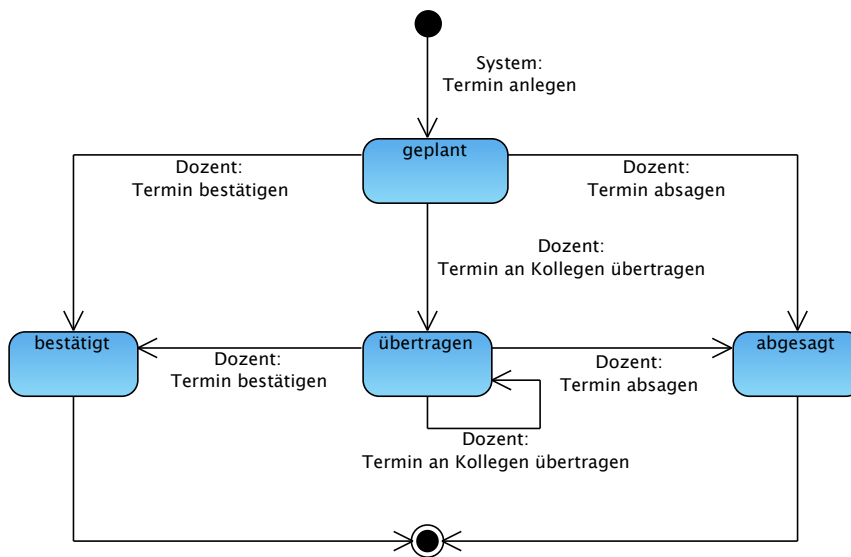 System:
Termin anlegen
geplant
Dozent:
Termin bestätigen
Dozent:
Termin absagen
Dozent:
Termin an Kollegen übertragen
bestätigt
übertragen
abgesagt
Dozent:
Termin bestätigen
Dozent:
Termin absagen
Dozent:
Termin an Kollegen übertragen